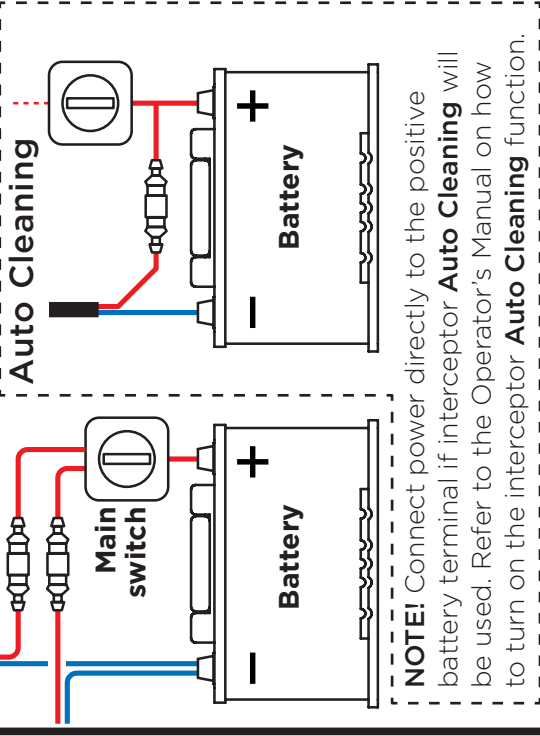 Auto Cleaning
Battery
+
−
Main
switch
Battery
+
−
NOTE! Connect power directly to the positive
battery terminal if interceptor Auto Cleaning will
be used. Refer to the Operator’s Manual on how
to turn on the interceptor Auto Cleaning function.